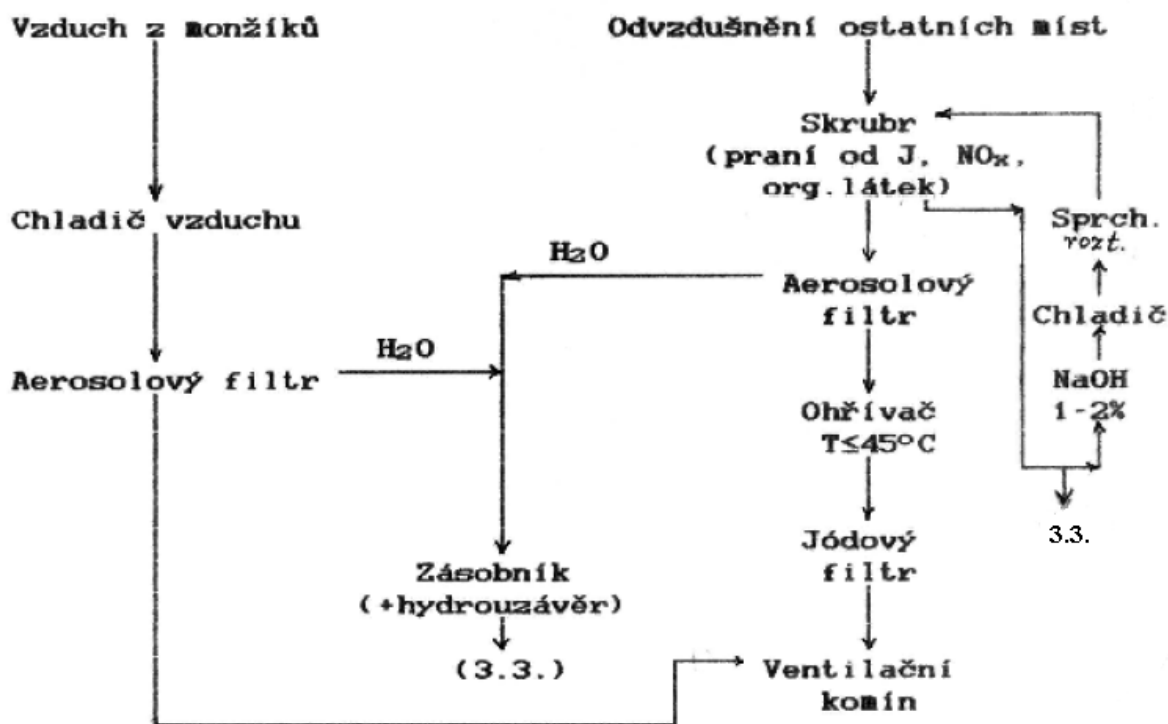 Vzduch z monžíků
Odvzdušnění ostatních míst
Skrubr
(praní od J, NOx,
org.látek)
Chladič vzduchu
Sprch.
rozt.
H2O
Aerosolový
filtr
Chladič
H2O
Aerosolový filtr
NaOH
1-2%
Ohřívač
T≤45°C
3.3.
Jódový
filtr
Zásobník
(+hydrouzávěr)
(3.3.)
Ventilační
komín